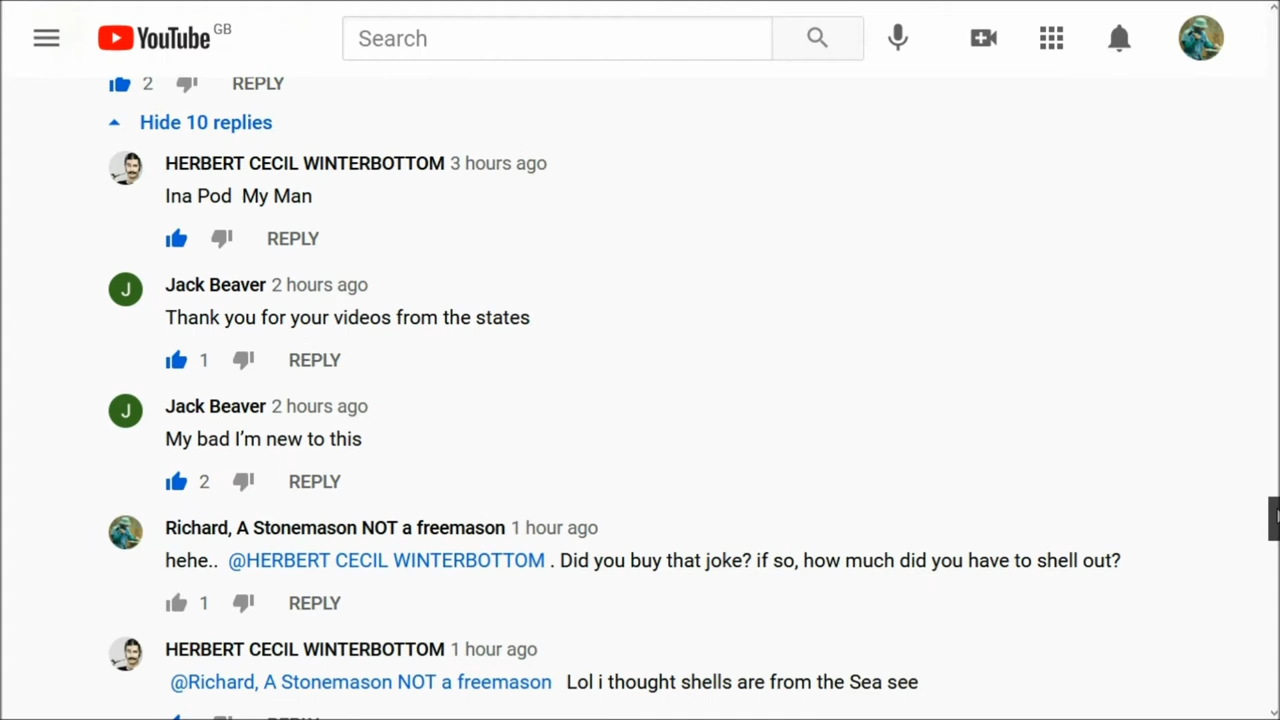 YouTube GB
Search
2 REPLY
Hide 10 replies
HERBERT CECIL WINTERBOTTOM 3 hours ago
Ina Pod  My Man
REPLY
J
Jack Beaver 2 hours ago
Thank you for your videos from the states
1 REPLY
J
Jack Beaver 2 hours ago
My bad I’m new to this
2 REPLY
Richard, A Stonemason NOT a freemason 1 hour ago
hehe..  @HERBERT CECIL WINTERBOTTOM . Did you buy that joke? if so, how much did you have to shell out?
1 REPLY
HERBERT CECIL WINTERBOTTOM 1 hour ago
@Richard, A Stonemason NOT a freemason   Lol i thought shells are from the Sea see
REPLY